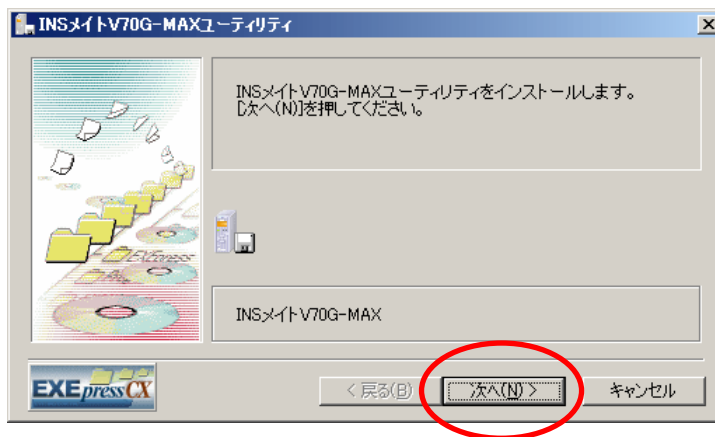 INSメイトV70G-MAXユーティリティ
INSメイトV70G-MAXユーティリティをインストールします。
[次へ(N)]を押してください。
EXEpress
INSメイトV70G-MAX
EXEpress CX
< 戻る(B)
次へ(N) >
キャンセル